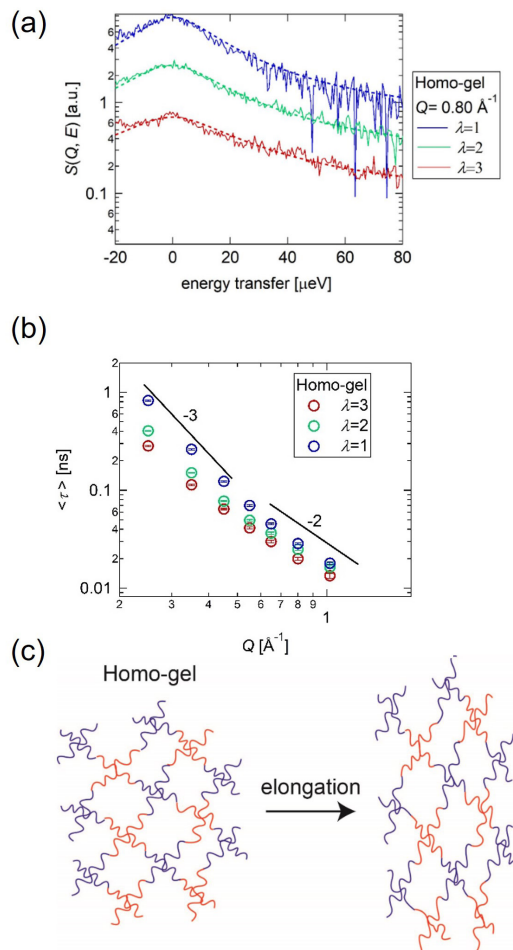 (a)
S(Q, E) [a.u.]
6
4
2
1
6
4
2
0.1
6
4
-20 0 20 40 60 80
energy transfer [μeV]
Homo-gel
Q= 0.80 Å⁻¹
λ=1
λ=2
λ=3
(b)
<τ> [ns]
2
1
6
4
2
0.1
6
4
2
0.01
-3
-2
Homo-gel
λ=3
λ=2
λ=1
2 3 4 5 6 7 8 9 1
Q [Å⁻¹]
(c)
Homo-gel
elongation